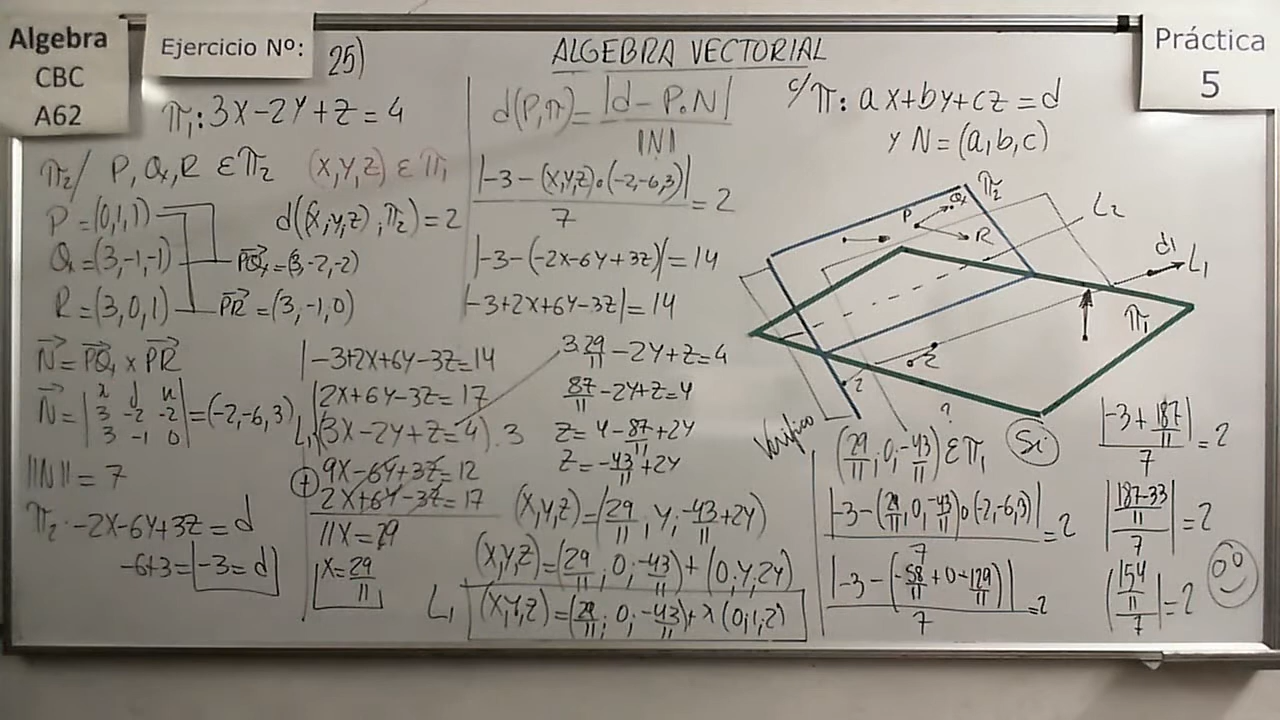 Algebra
CBC
A62
Ejercicio Nº:
25)
ALGEBRA VECTORIAL
Práctica
5
π₁: 3x-2y+z=4
π₂/ P, Q, R ∈ π₂ (x,y,z) ∈ π₁
P=(0,1,1) d((x,y,z),π₂)=2
Q=(3,-1,-1) PQ=(3,-2,-2)
R=(3,0,1) PR=(3,-1,0)
N=PQ x PR
N=| i j k; 3 -2 -2; 3 -1 0 |=(-2,-6,3)
||N||=7
π₂: -2x-6y+3z=d
-6+3=-3=d
|-3+2x+6y-3z=14
2x+6y-3z=17
L₁ (3x-2y+z=4).3
+ 9x-6y+3z=12
2x+6y-3z=17
11x=29
x=29/11
d(P,π)=|d-P.N|/||N|| c/π: ax+by+cz=d
y N=(a,b,c)
|-3-(x,y,z)•(-2,-6,3)|/7=2
|-3-(-2x-6y+3z)|=14
|-3+2x+6y-3z|=14
3.29/11-2y+z=4
87/11-2y+z=4
z=4-87/11+2y
z=-43/11+2y
(x,y,z)=(29/11, y, -43/11+2y)
(x,y,z)=(29/11; 0; -43/11)+(0,y,2y)
L₁ (x,y,z)=(29/11; 0; -43/11)+λ(0,1,2)
π₂
P Q R
L₂
d₁
L₁
π₁
2
2
Verifico
(29/11; 0; -43/11) ∈ π₁ ? Si
|-3-(29/11, 0, -43/11)•(-2,-6,3)|/7=2
|-3-(-58/11+0-129/11)|/7=2
|-3+187/11|/7=2
|(187-33)/11|/7=2
|154/11|/7=2